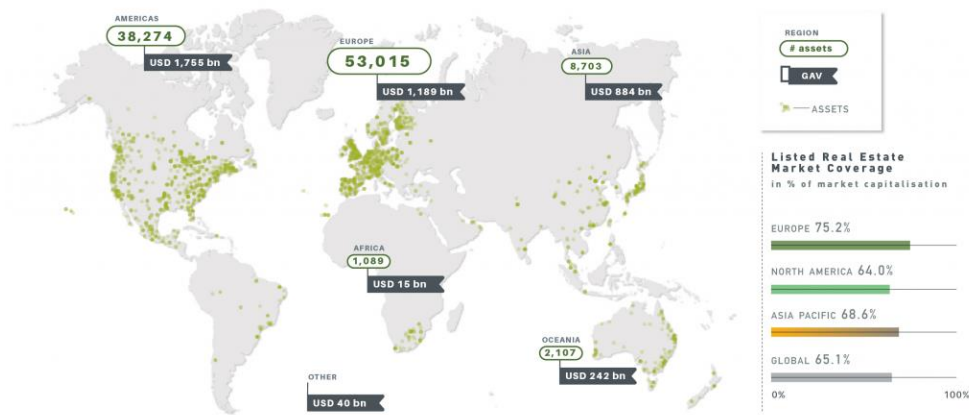 AMERICAS
38,274
USD 1,755 bn
EUROPE
53,015
USD 1,189 bn
ASIA
8,703
USD 884 bn
AFRICA
1,089
USD 15 bn
OCEANIA
2,107
USD 242 bn
OTHER
USD 40 bn
REGION
# assets
GAV
ASSETS
Listed Real Estate
Market Coverage
in % of market capitalisation
EUROPE 75.2%
NORTH AMERICA 64.0%
ASIA PACIFIC 68.6%
GLOBAL 65.1%
0% 100%